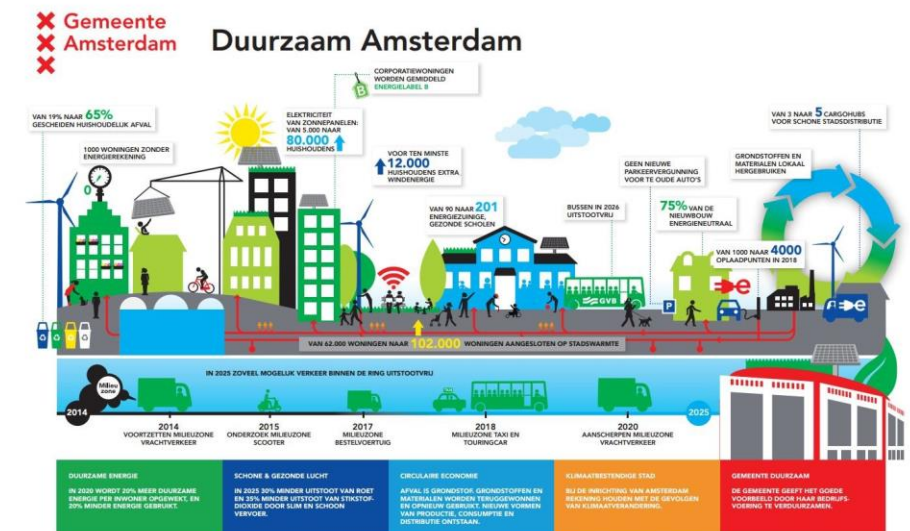 Gemeente
Amsterdam
Duurzaam Amsterdam
CORPORATIEWONINGEN
WORDEN GEMIDDELD
ENERGIELABEL B
B
VAN 19% NAAR 65%
GESCHEIDEN HUISHOUDELIJK AFVAL
1000 WONINGEN ZONDER
ENERGIEREKENING
0
ELEKTRICITEIT
VAN ZONNEPANELEN:
VAN 5.000 NAAR
80.000
HUISHOUDENS
VOOR TEN MINSTE
12.000
HUISHOUDENS EXTRA
WINDENERGIE
VAN 90 NAAR 201
ENERGIEZUINIGE,
GEZONDE SCHOLEN
BUSSEN IN 2026
UITSTOOTVRIJ
GEEN NIEUWE
PARKEERVERGUNNING
VOOR TE OUDE AUTO'S
75% VAN DE
NIEUWBOUW
ENERGIENEUTRAAL
VAN 3 NAAR 5 CARGOHUBS
VOOR SCHONE STADSDISTRIBUTIE
GRONDSTOFFEN EN
MATERIALEN LOKAAL
HERGEBRUIKEN
VAN 1000 NAAR 4000
OPLAADPUNTEN IN 2018
GVB
P
e
e
VAN 62.000 WONINGEN NAAR 102.000 WONINGEN AANGESLOTEN OP STADSWARMTE
IN 2025 ZOVEEL MOGELIJK VERKEER BINNEN DE RING UITSTOOTVRIJ
Milieu
zone
2014
2025
2014
VOORTZETTEN MILIEUZONE
VRACHTVERKEER
2015
ONDERZOEK MILIEUZONE
SCOOTER
2017
MILIEUZONE
BESTELVOERTUIG
2018
MILIEUZONE TAXI EN
TOURINGCAR
2020
AANSCHERPEN MILIEUZONE
VRACHTVERKEER
DUURZAME ENERGIE
IN 2020 WORDT 20% MEER DUURZAME
ENERGIE PER INWONER OPGEWEKT, EN
20% MINDER ENERGIE GEBRUIKT.
SCHONE & GEZONDE LUCHT
IN 2025 30% MINDER UITSTOOT VAN ROET
EN 35% MINDER UITSTOOT VAN STIKSTOF-
DIOXIDE DOOR SLIM EN SCHOON
VERVOER.
CIRCULAIRE ECONOMIE
AFVAL IS GRONDSTOF. GRONDSTOFFEN EN
MATERIALEN WORDEN TERUGGEWONNEN
EN OPNIEUW GEBRUIKT. NIEUWE VORMEN
VAN PRODUCTIE, CONSUMPTIE EN
DISTRIBUTIE ONTSTAAN.
KLIMAATBESTENDIGE STAD
BIJ DE INRICHTING VAN AMSTERDAM
REKENING HOUDEN MET DE GEVOLGEN
VAN KLIMAATVERANDERING.
GEMEENTE DUURZAAM
DE GEMEENTE GEEFT HET GOEDE
VOORBEELD DOOR HAAR BEDRIJFS-
VOERING TE VERDUURZAMEN.